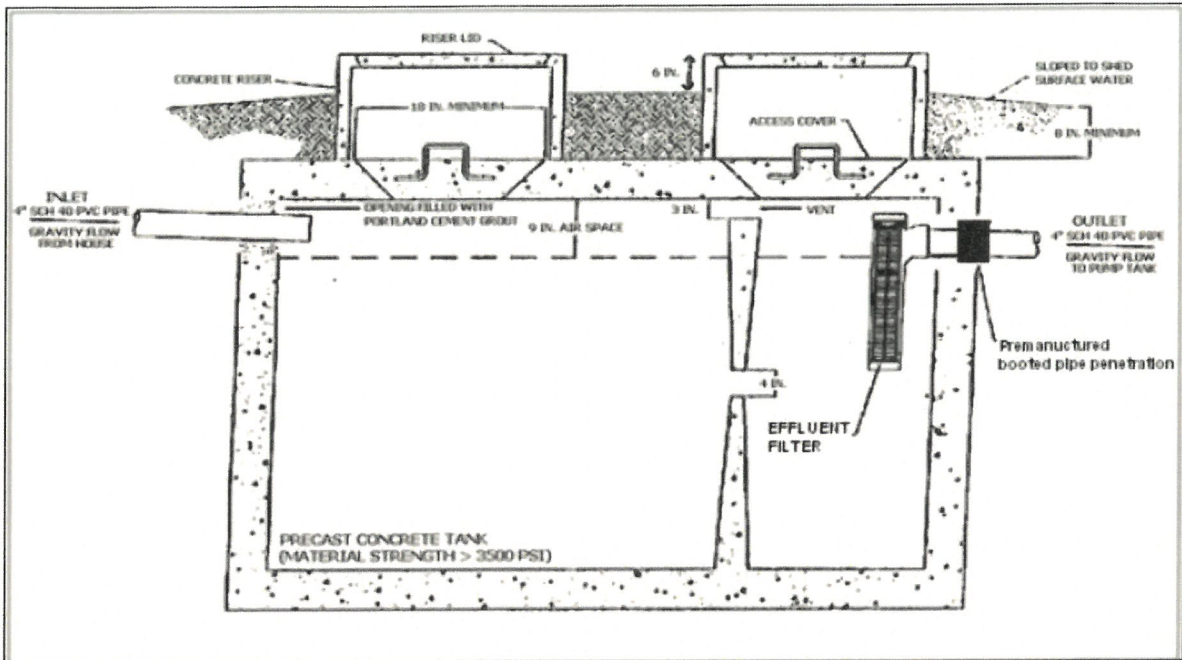 RISER LID
CONCRETE RISER
6 IN.
SLOPED TO SHED
SURFACE WATER
18 IN. MINIMUM
ACCESS COVER
8 IN. MINIMUM
INLET
4" SCH 40 PVC PIPE
GRAVITY FLOW
FROM HOUSE
OPENING FILLED WITH
PORTLAND CEMENT GROUT
9 IN. AIR SPACE
3 IN.
VENT
OUTLET
4" SCH 40 PVC PIPE
GRAVITY FLOW
TO PUMP TANK
Premanuctured
booted pipe penetration
4 IN.
EFFLUENT
FILTER
PRECAST CONCRETE TANK
(MATERIAL STRENGTH > 3500 PSI)